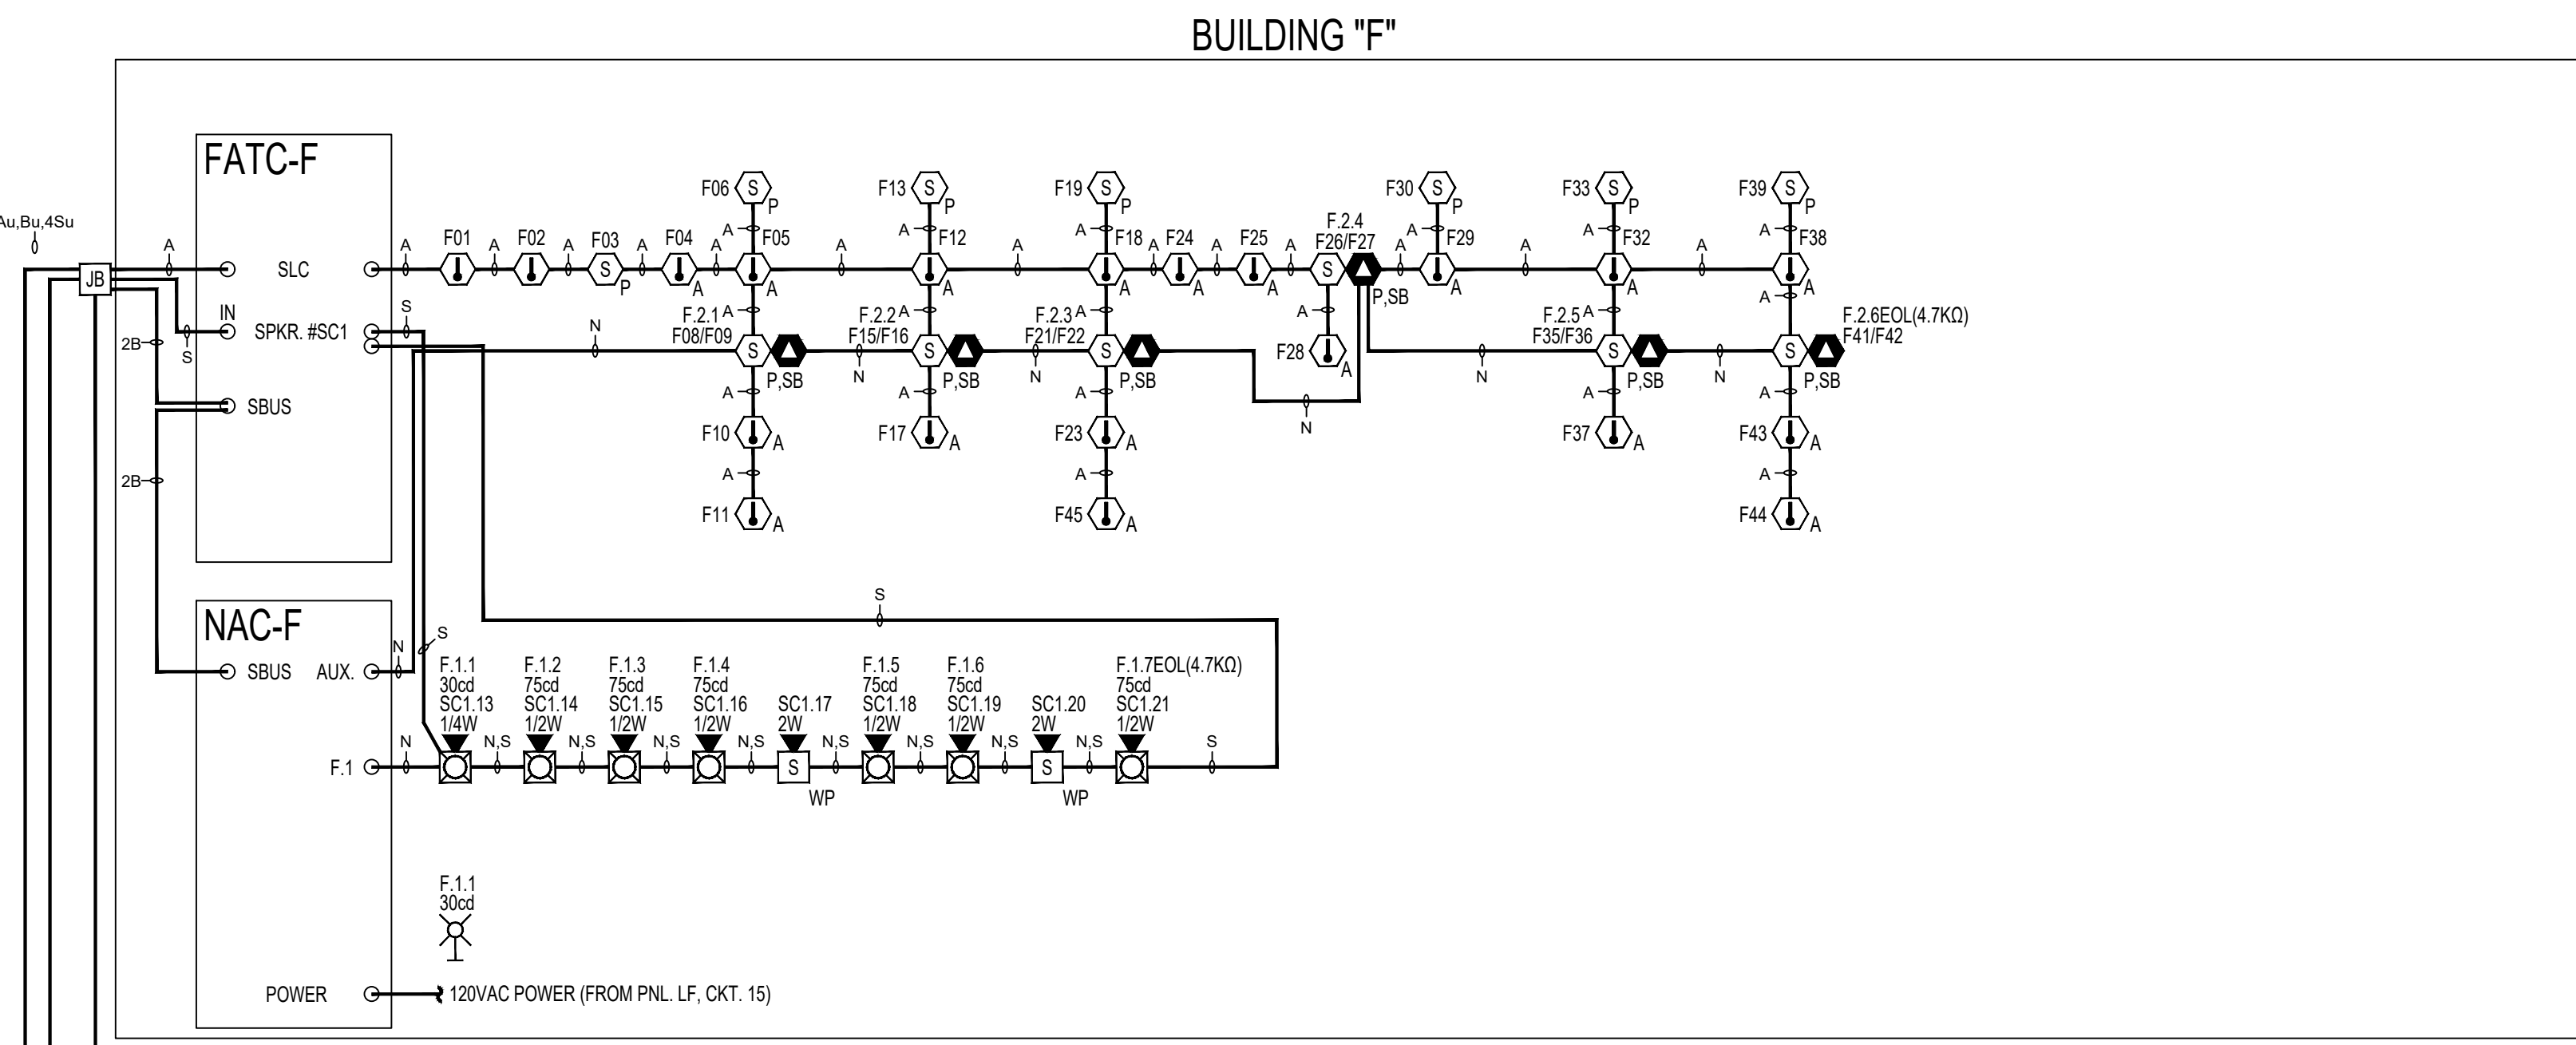 BUILDING "F"
FATC-F
Au,Bu,4Su
JB
A
SLC
IN
SPKR. #SC1
S
2B
SBUS
2B
A
F01
A
F02
A
F03
S
P
A
F04
A
A
F05
A
F06
S
P
A
A
F12
A
F13
S
P
A
A
F18
A
F19
S
P
A
A
F24
A
A
F25
A
A
F.2.4
F26/F27
S
P,SB
A
F28
A
A
F29
A
F30
S
P
A
A
F32
A
F33
S
P
A
A
F38
A
F39
S
P
A
S
N
F.2.1
F08/F09
A
S
P,SB
N
F.2.2
F15/F16
A
S
P,SB
N
F.2.3
F21/F22
A
S
P,SB
N
N
F.2.5
F35/F36
A
S
P,SB
N
A
S
P,SB
F.2.6EOL(4.7KΩ)
F41/F42
A
F10
A
A
F11
A
A
F17
A
A
F23
A
A
F45
A
A
F37
A
A
F43
A
A
F44
A
NAC-F
SBUS
AUX.
N
S
S
F.1
N
F.1.1
30cd
SC1.13
1/4W
N,S
F.1.2
75cd
SC1.14
1/2W
N,S
F.1.3
75cd
SC1.15
1/2W
N,S
F.1.4
75cd
SC1.16
1/2W
N,S
SC1.17
2W
S
WP
N,S
F.1.5
75cd
SC1.18
1/2W
N,S
F.1.6
75cd
SC1.19
1/2W
N,S
SC1.20
2W
S
WP
N,S
F.1.7EOL(4.7KΩ)
75cd
SC1.21
1/2W
S
F.1.1
30cd
POWER
120VAC POWER (FROM PNL. LF, CKT. 15)